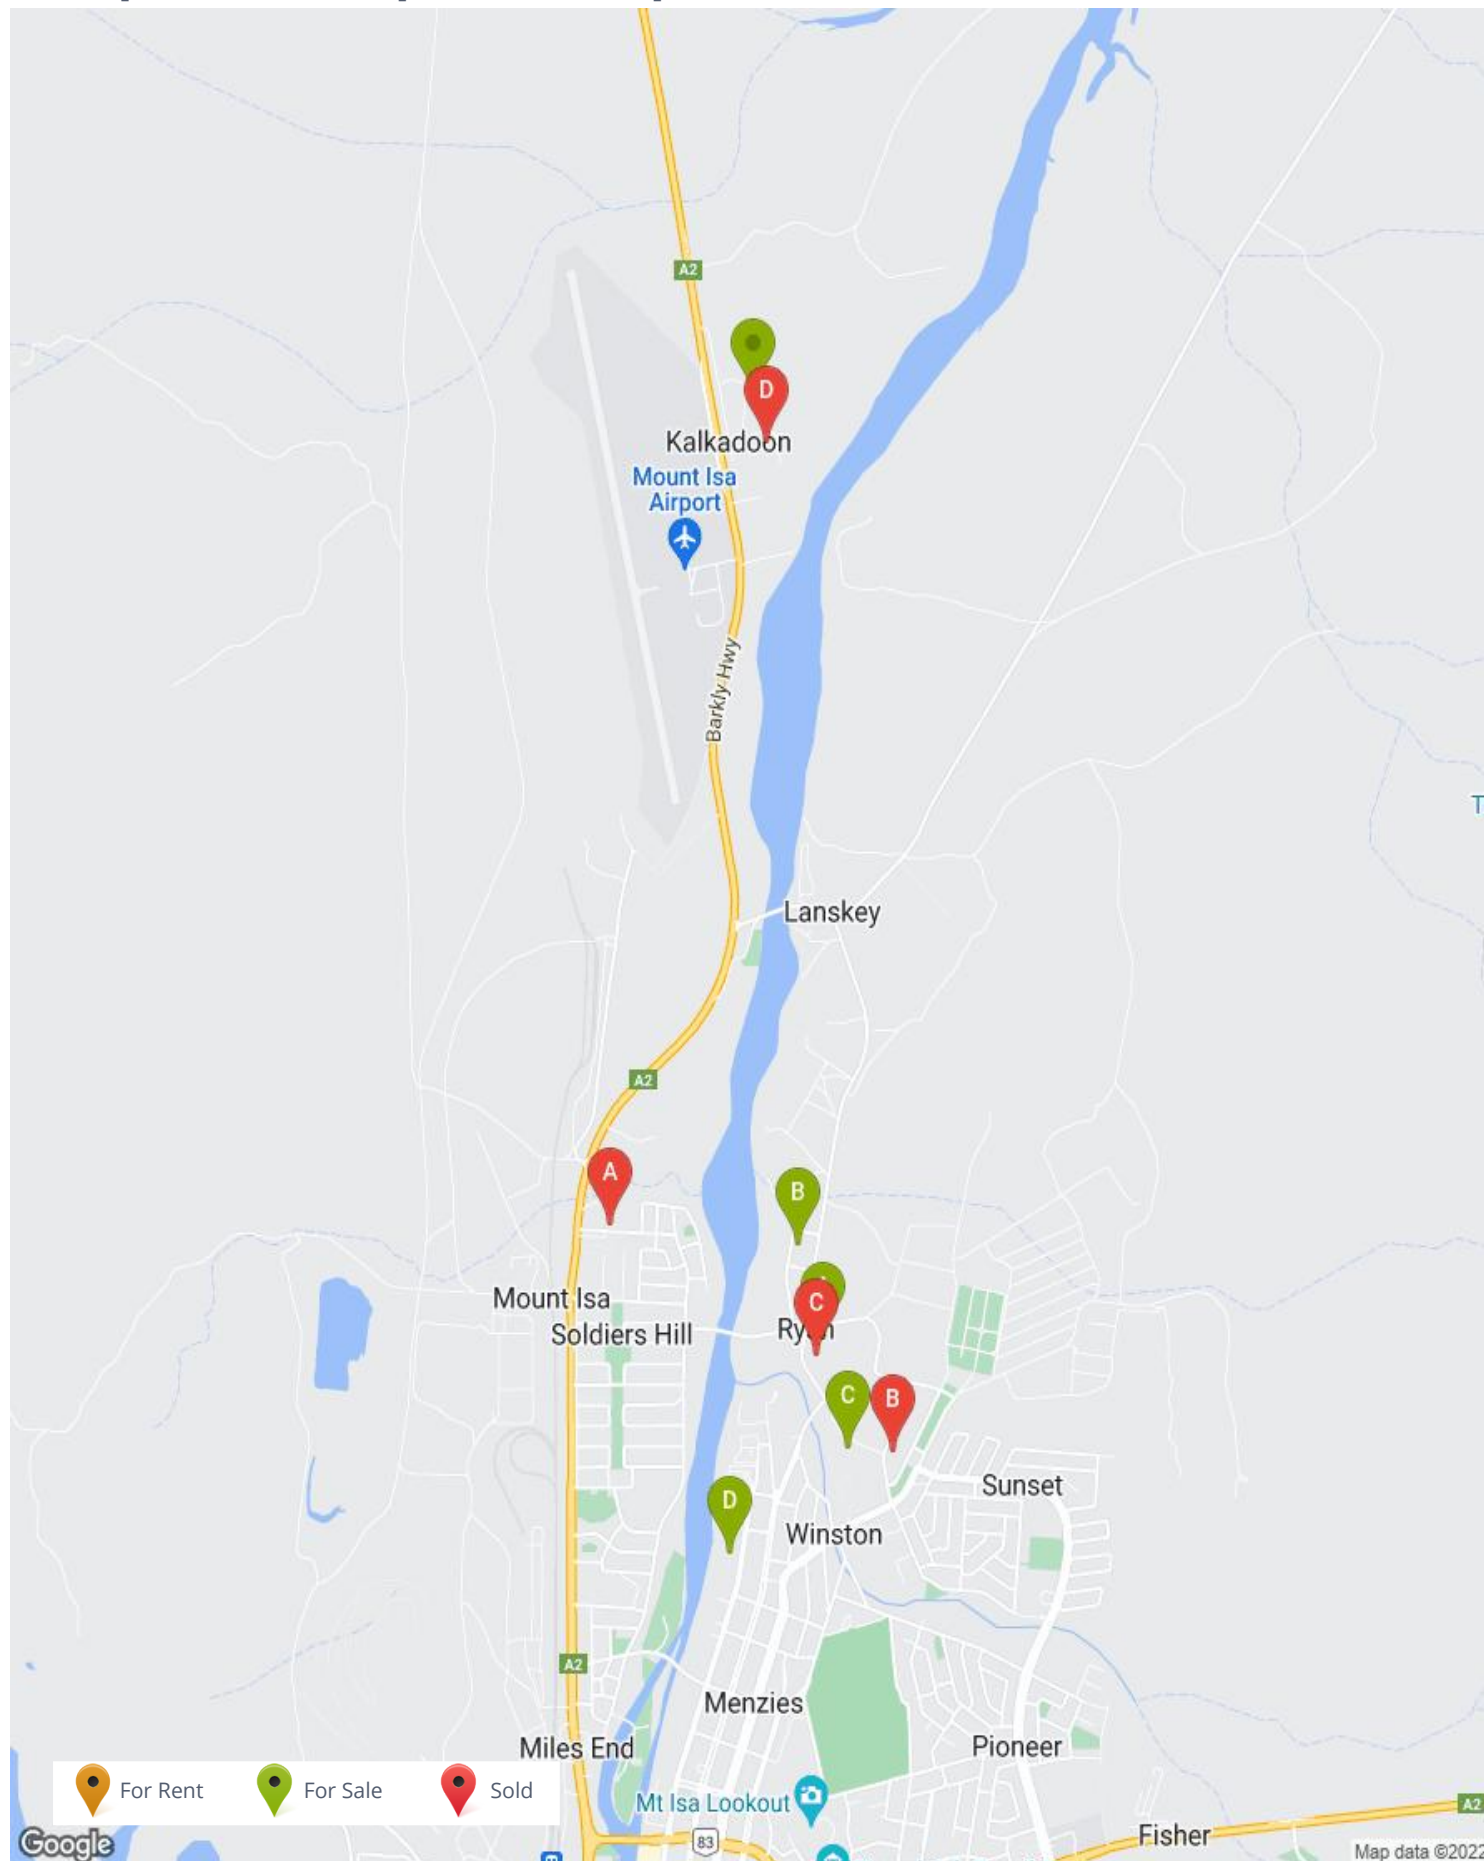 A2
D
Kalkadoon
Mount Isa
Airport
Barkly Hwy
T
Lanskey
A2
A
B
Mount Isa
C
Soldiers Hill
C
B
Sunset
D
Winston
A2
Menzies
Miles End
Pioneer
For Rent
For Sale
Sold
Mt Isa Lookout
A2
83
Fisher
Google
Map data ©2022